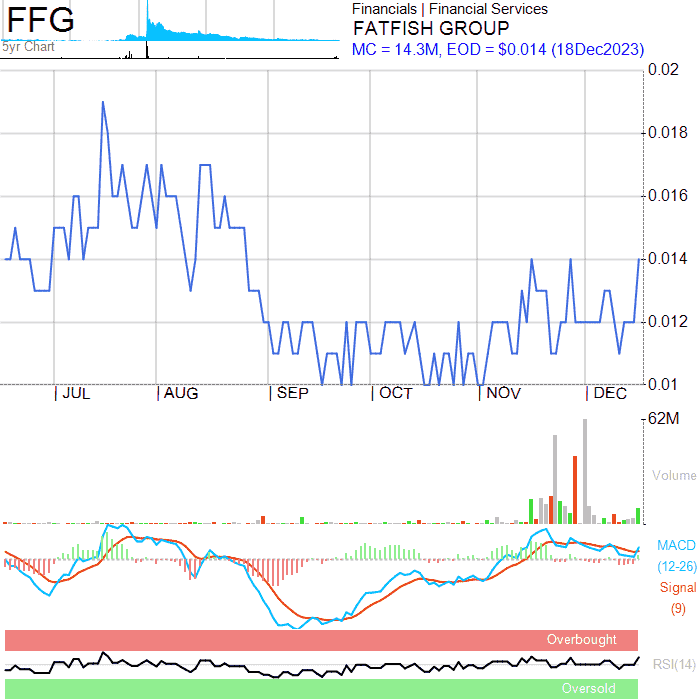 FFG
5yr Chart
Financials | Financial Services
FATFISH GROUP
MC = 14.3M, EOD = $0.014 (18Dec2023)
0.02
0.018
0.016
0.014
0.012
0.01
JUL AUG SEP OCT NOV DEC
62M
Volume
MACD
(12-26)
Signal
(9)
Overbought
RSI(14)
Oversold